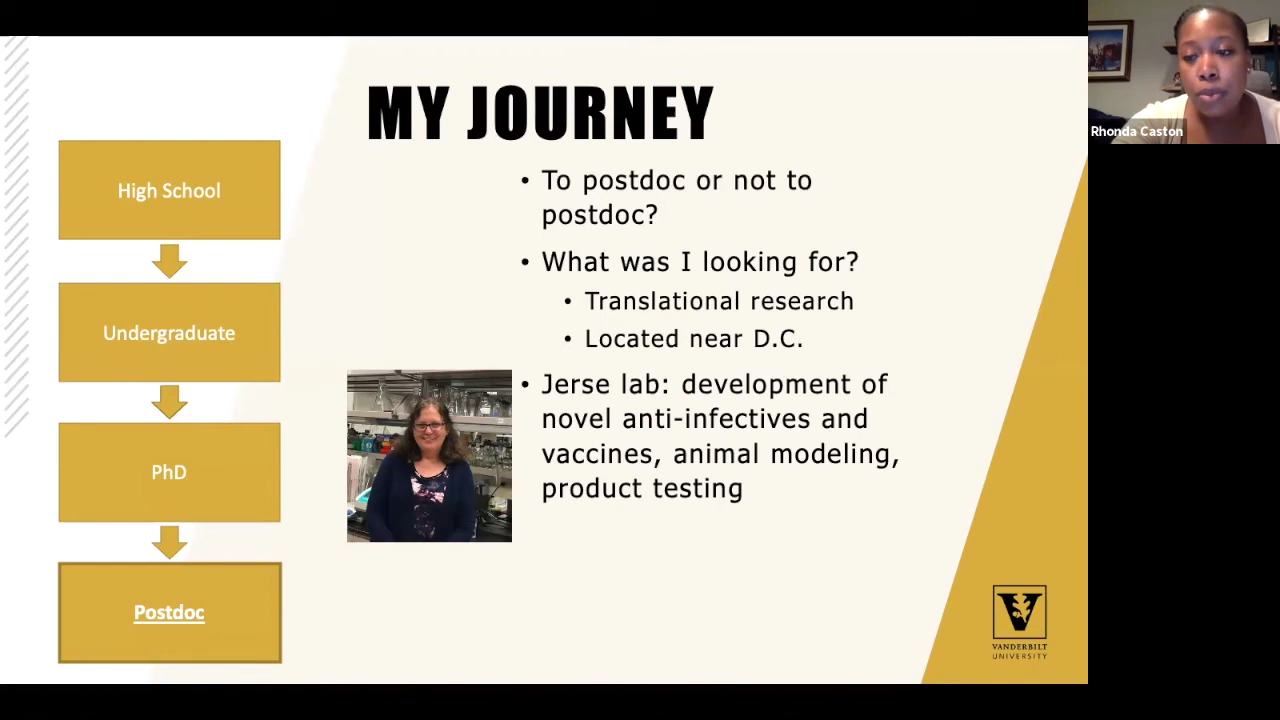 MY JOURNEY
High School
Undergraduate
PhD
Postdoc
• To postdoc or not to
postdoc?
• What was I looking for?
• Translational research
• Located near D.C.
• Jerse lab: development of
novel anti-infectives and
vaccines, animal modeling,
product testing
V
VANDERBILT
UNIVERSITY
Rhonda Caston